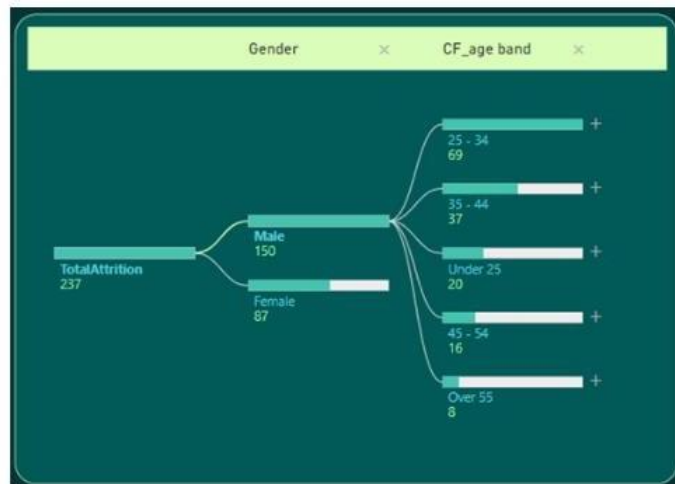 Gender × CF_age band ×
25 - 34
69
35 - 44
37
Male
150
TotalAttrition
237
Under 25
20
Female
87
45 - 54
16
Over 55
8